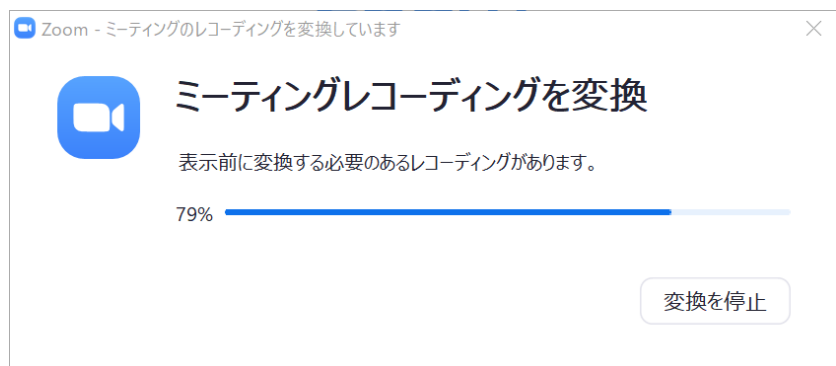 Zoom - ミーティングのレコーディングを変換しています
ミーティングレコーディングを変換
表示前に変換する必要のあるレコーディングがあります。
79%
変換を停止